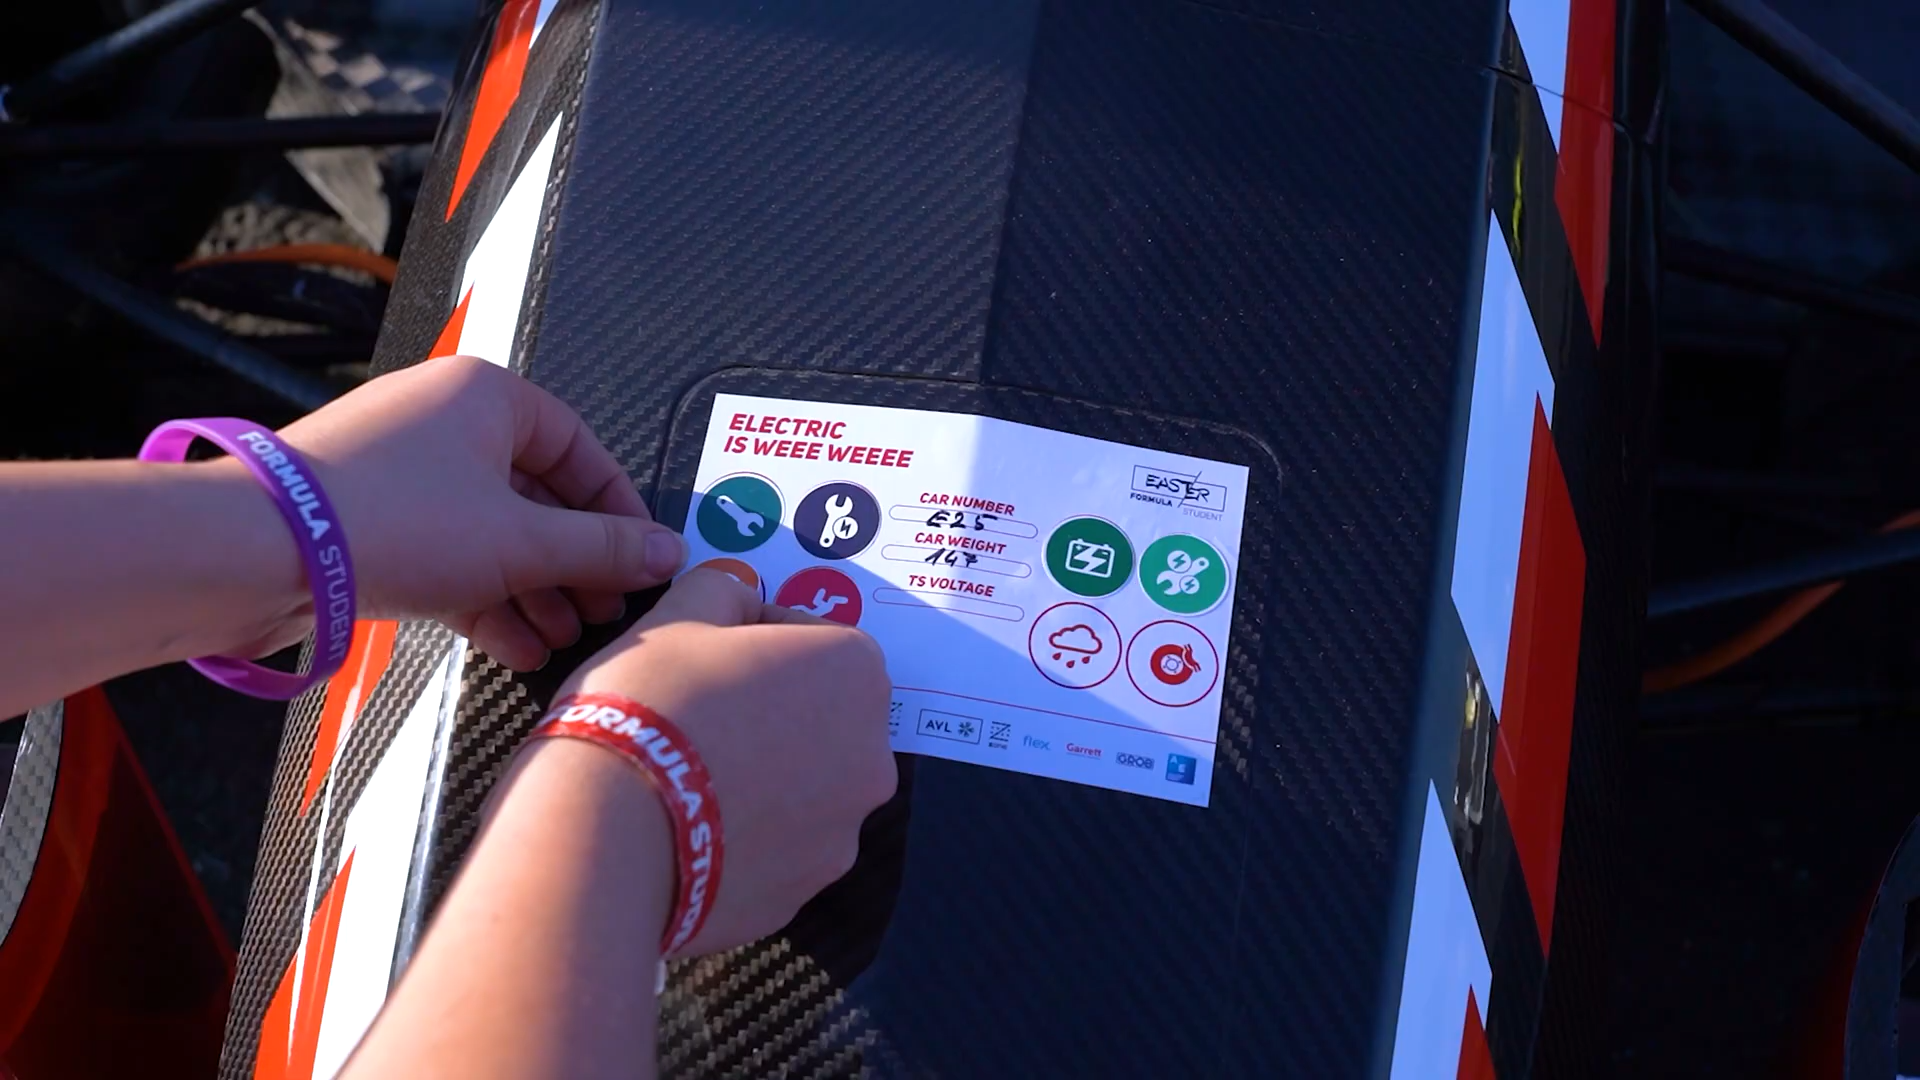 ELECTRIC
IS WEEE WEEEE
EASTER
FORMULA
STUDENT
CAR NUMBER
E25
CAR WEIGHT
147
TS VOLTAGE
AVL
flex
Garrett
GROB
FORMULA STUDENT
FORMULA STUD